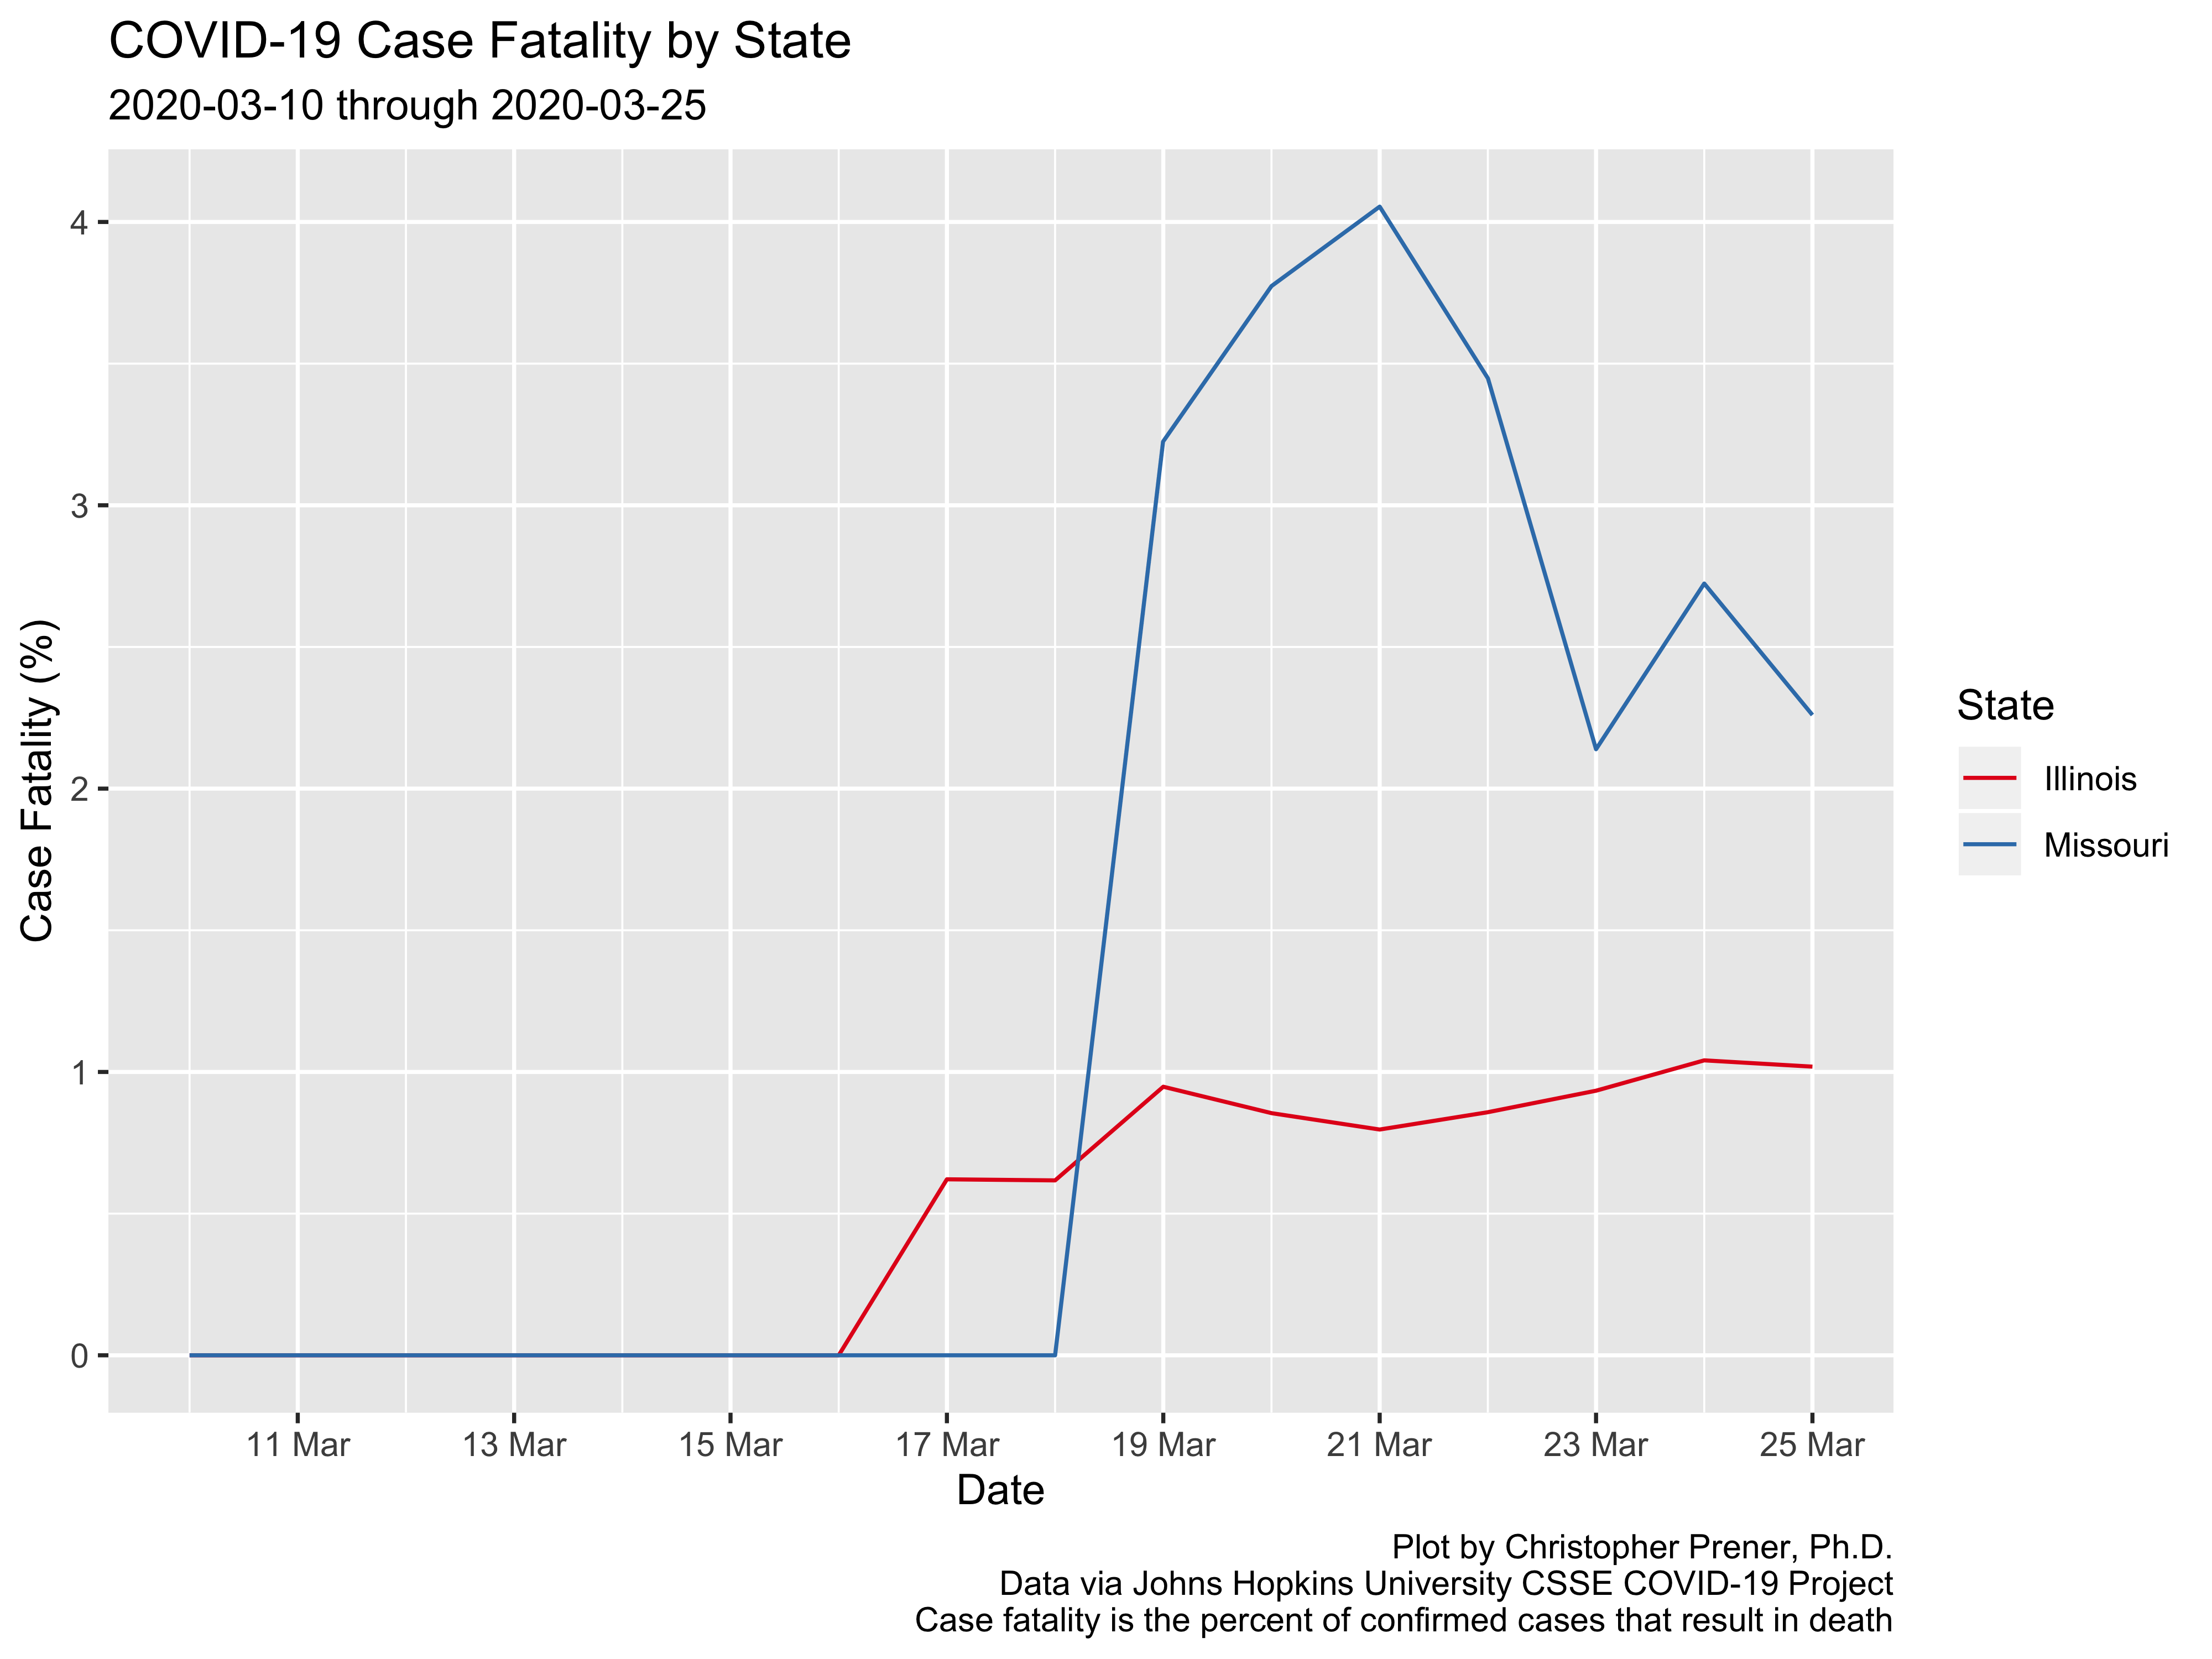 COVID-19 Case Fatality by State
2020-03-10 through 2020-03-25
Case Fatality (%)
4
3
2
1
0
11 Mar
13 Mar
15 Mar
17 Mar
19 Mar
21 Mar
23 Mar
25 Mar
Date
State
Illinois
Missouri
Plot by Christopher Prener, Ph.D.
Data via Johns Hopkins University CSSE COVID-19 Project
Case fatality is the percent of confirmed cases that result in death